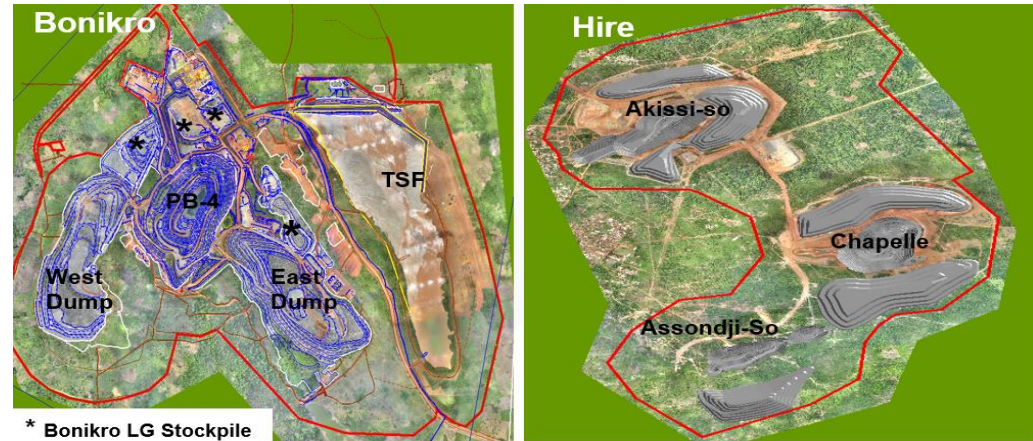 Bonikro
*
*
*
PB-4
TSF
West
Dump
*
East
Dump
* Bonikro LG Stockpile
Hire
Akissi-so
Chapelle
Assondji-So